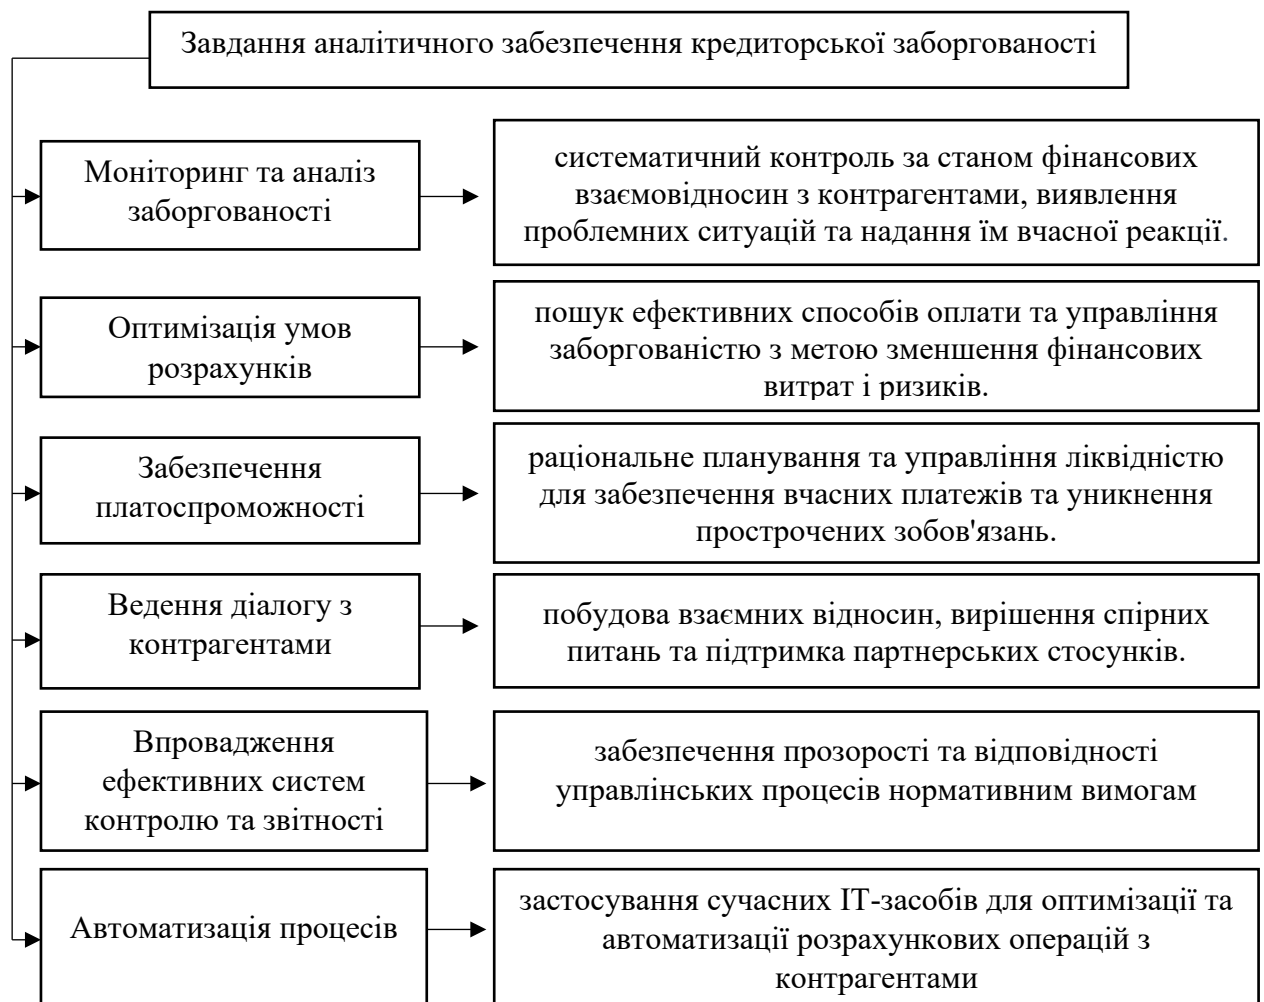 Завдання аналітичного забезпечення кредиторської заборгованості
Моніторинг та аналіз
заборгованості
систематичний контроль за станом фінансових
взаємовідносин з контрагентами, виявлення
проблемних ситуацій та надання їм вчасної реакції.
Оптимізація умов
розрахунків
пошук ефективних способів оплати та управління
заборгованістю з метою зменшення фінансових
витрат і ризиків.
Забезпечення
платоспроможності
раціональне планування та управління ліквідністю
для забезпечення вчасних платежів та уникнення
прострочених зобов'язань.
Ведення діалогу з
контрагентами
побудова взаємних відносин, вирішення спірних
питань та підтримка партнерських стосунків.
Впровадження
ефективних систем
контролю та звітності
забезпечення прозорості та відповідності
управлінських процесів нормативним вимогам
Автоматизація процесів
застосування сучасних ІТ-засобів для оптимізації та
автоматизації розрахункових операцій з
контрагентами